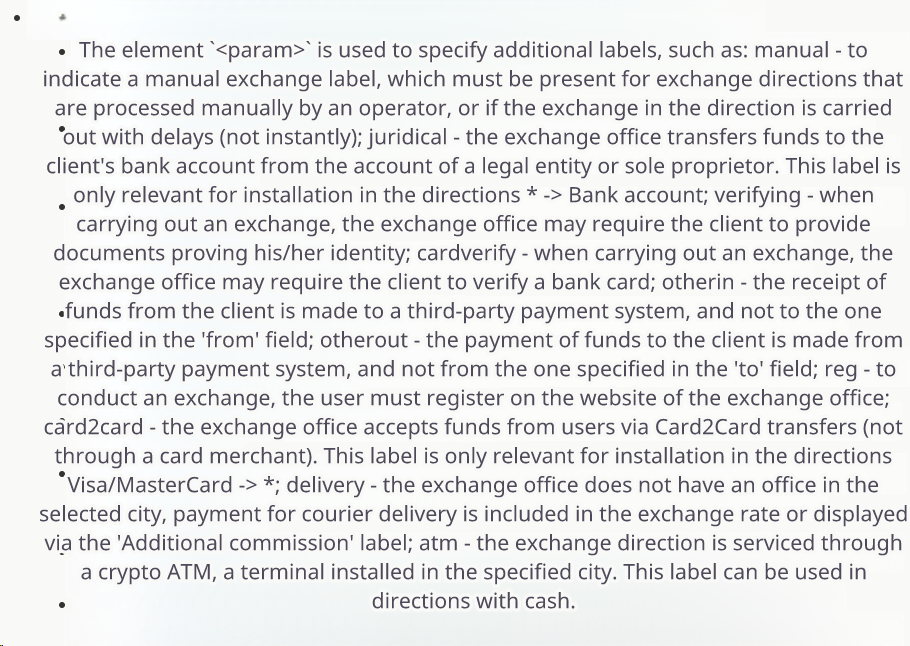 The element `<param>` is used to specify additional labels, such as: manual - to
indicate a manual exchange label, which must be present for exchange directions that
are processed manually by an operator, or if the exchange in the direction is carried
out with delays (not instantly); juridical - the exchange office transfers funds to the
client's bank account from the account of a legal entity or sole proprietor. This label is
only relevant for installation in the directions * -> Bank account; verifying - when
carrying out an exchange, the exchange office may require the client to provide
documents proving his/her identity; cardverify - when carrying out an exchange, the
exchange office may require the client to verify a bank card; otherin - the receipt of
funds from the client is made to a third-party payment system, and not to the one
specified in the 'from' field; otherout - the payment of funds to the client is made from
a third-party payment system, and not from the one specified in the 'to' field; reg - to
conduct an exchange, the user must register on the website of the exchange office;
card2card - the exchange office accepts funds from users via Card2Card transfers (not
through a card merchant). This label is only relevant for installation in the directions
Visa/MasterCard -> *; delivery - the exchange office does not have an office in the
selected city, payment for courier delivery is included in the exchange rate or displayed
via the 'Additional commission' label; atm - the exchange direction is serviced through
a crypto ATM, a terminal installed in the specified city. This label can be used in
directions with cash.